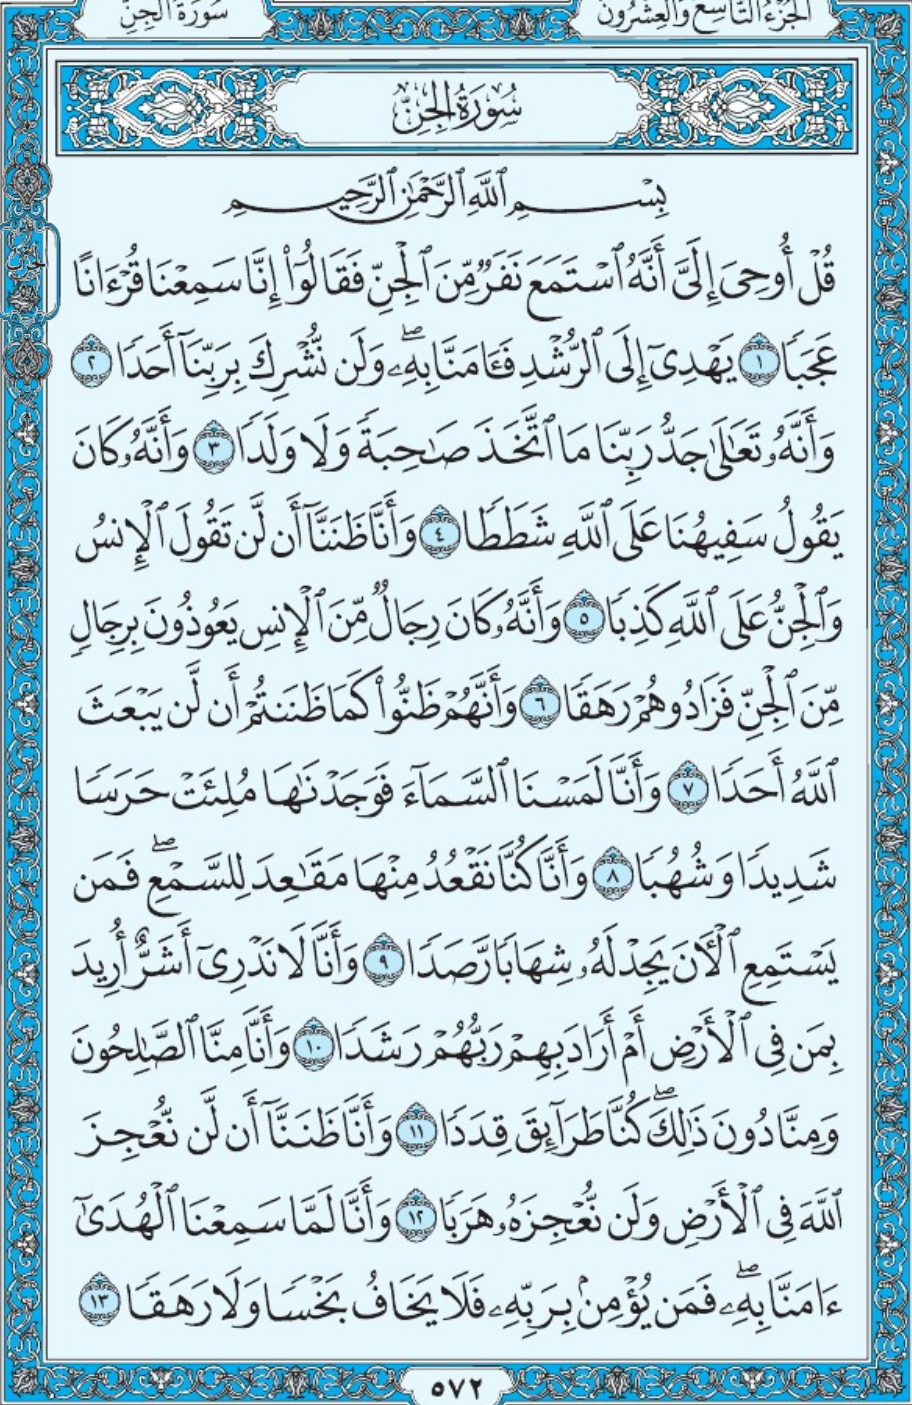 سُورَةُ الجِنّ
الجُزْءُ التَّاسِعُ وَالعِشْرُونَ
سُورَةُ الجِنِّ
بِسْمِ ٱللَّهِ ٱلرَّحْمَٰنِ ٱلرَّحِيمِ
قُلْ أُوحِىَ إِلَىَّ أَنَّهُ ٱسْتَمَعَ نَفَرٌ مِّنَ ٱلْجِنِّ فَقَالُوٓا۟ إِنَّا سَمِعْنَا قُرْءَانًا
عَجَبًا ١ يَهْدِىٓ إِلَى ٱلرُّشْدِ فَـَٔامَنَّا بِهِۦ ۖ وَلَن نُّشْرِكَ بِرَبِّنَآ أَحَدًا ٢
وَأَنَّهُۥ تَعَٰلَىٰ جَدُّ رَبِّنَا مَا ٱتَّخَذَ صَٰحِبَةً وَلَا وَلَدًا ٣ وَأَنَّهُۥ كَانَ
يَقُولُ سَفِيهُنَا عَلَى ٱللَّهِ شَطَطًا ٤ وَأَنَّا ظَنَنَّآ أَن لَّن تَقُولَ ٱلْإِنسُ
وَٱلْجِنُّ عَلَى ٱللَّهِ كَذِبًا ٥ وَأَنَّهُۥ كَانَ رِجَالٌ مِّنَ ٱلْإِنسِ يَعُوذُونَ بِرِجَالٍ
مِّنَ ٱلْجِنِّ فَزَادُوهُمْ رَهَقًا ٦ وَأَنَّهُمْ ظَنُّوا۟ كَمَا ظَنَنتُمْ أَن لَّن يَبْعَثَ
ٱللَّهُ أَحَدًا ٧ وَأَنَّا لَمَسْنَا ٱلسَّمَآءَ فَوَجَدْنَٰهَا مُلِئَتْ حَرَسًا
شَدِيدًا وَشُهُبًا ٨ وَأَنَّا كُنَّا نَقْعُدُ مِنْهَا مَقَٰعِدَ لِلسَّمْعِ ۖ فَمَن
يَسْتَمِعِ ٱلْـَٔانَ يَجِدْ لَهُۥ شِهَابًا رَّصَدًا ٩ وَأَنَّا لَا نَدْرِىٓ أَشَرٌّ أُرِيدَ
بِمَن فِى ٱلْأَرْضِ أَمْ أَرَادَ بِهِمْ رَبُّهُمْ رَشَدًا ١٠ وَأَنَّا مِنَّا ٱلصَّٰلِحُونَ
وَمِنَّا دُونَ ذَٰلِكَ ۖ كُنَّا طَرَآئِقَ قِدَدًا ١١ وَأَنَّا ظَنَنَّآ أَن لَّن نُّعْجِزَ
ٱللَّهَ فِى ٱلْأَرْضِ وَلَن نُّعْجِزَهُۥ هَرَبًا ١٢ وَأَنَّا لَمَّا سَمِعْنَا ٱلْهُدَىٰٓ
ءَامَنَّا بِهِۦ ۖ فَمَن يُؤْمِنۢ بِرَبِّهِۦ فَلَا يَخَافُ بَخْسًا وَلَا رَهَقًا ١٣
٥٧٢